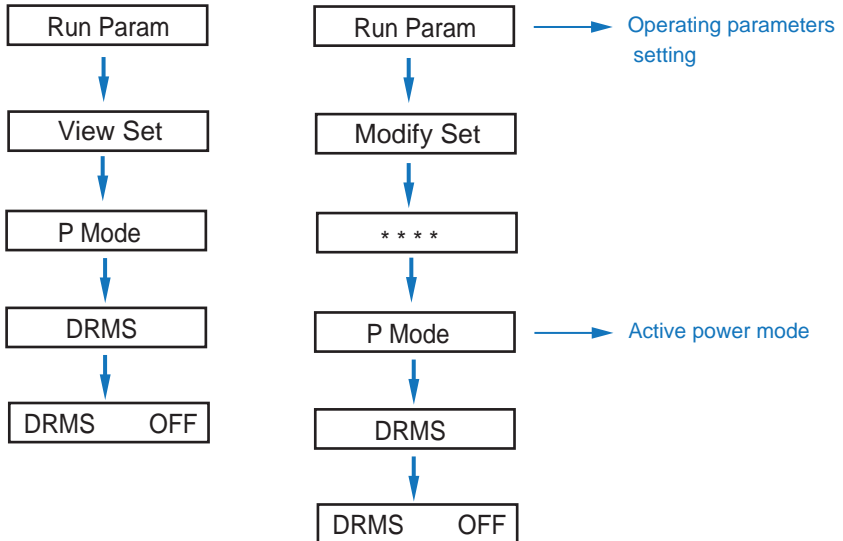 Run Param
View Set
P Mode
DRMS
DRMS OFF
Run Param
Operating parameters
setting
Modify Set
* * * *
P Mode
Active power mode
DRMS
DRMS OFF